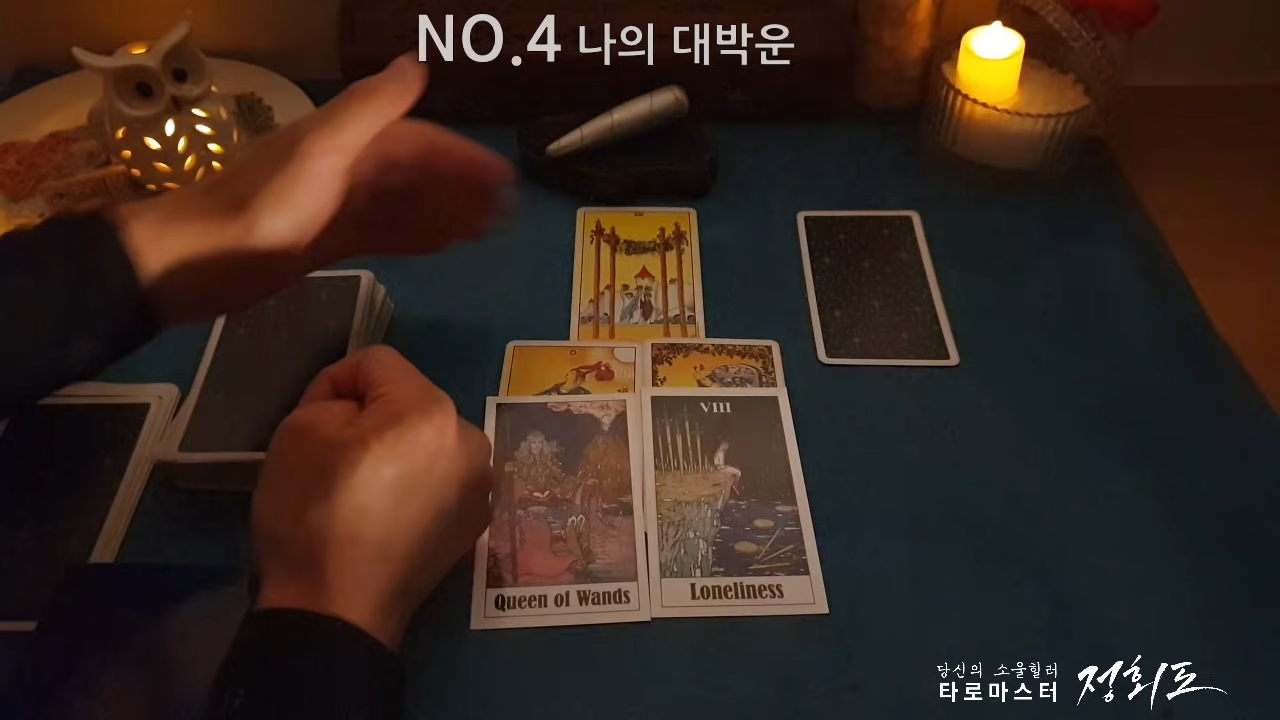 NO.4 나의 대박운
VIII
Queen of Wands
Loneliness
당신의 소울힐러
타로마스터 정회도